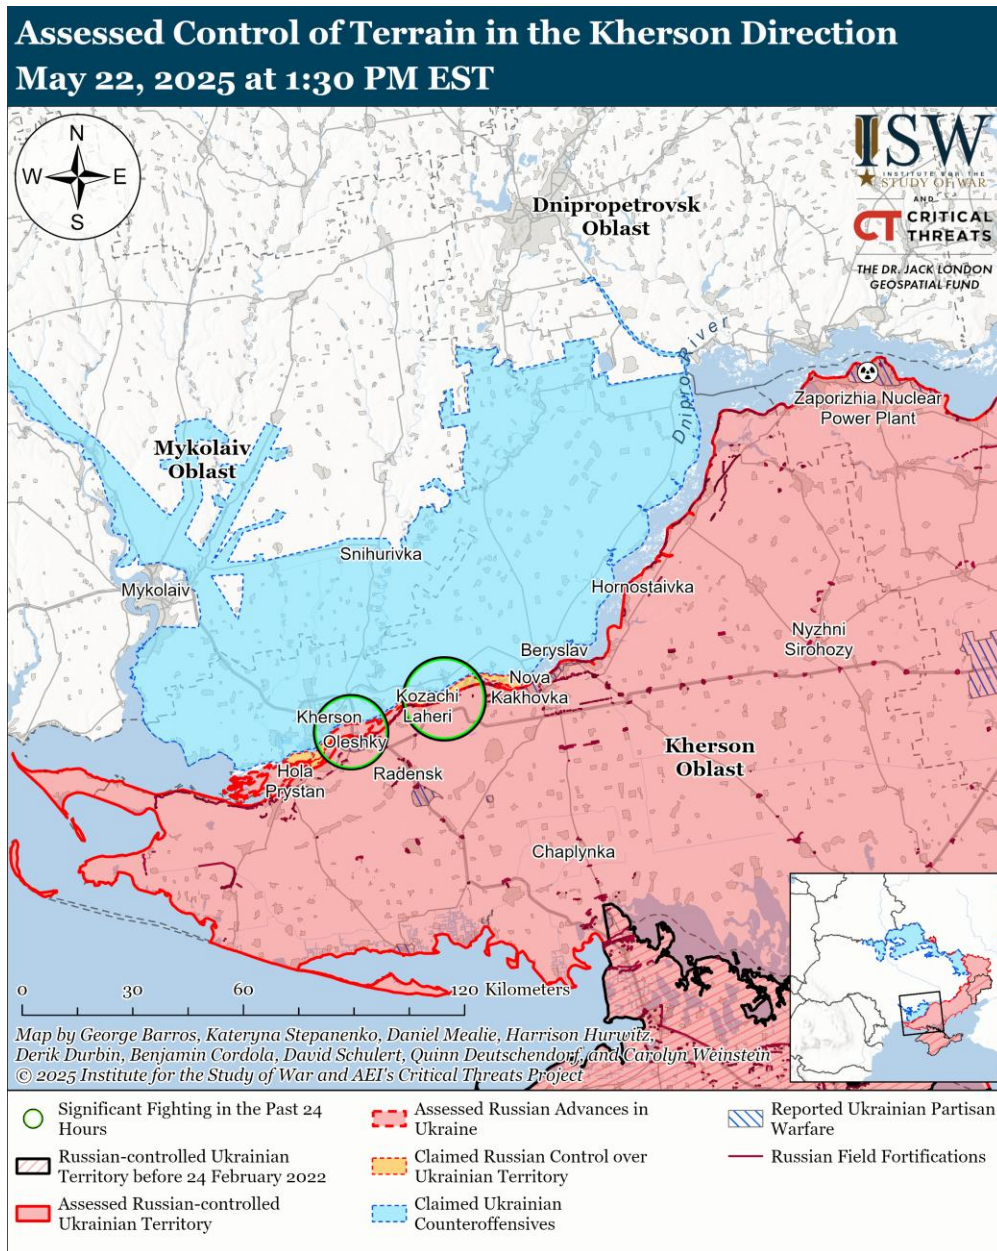 Assessed Control of Terrain in the Kherson Direction
May 22, 2025 at 1:30 PM EST
N
W E
S
ISW
INSTITUTE FOR THE
STUDY OF WAR
AND
CT CRITICAL
THREATS
THE DR. JACK LONDON
GEOSPATIAL FUND
Dnipropetrovsk
Oblast
Dnipro River
Zaporizhia Nuclear
Power Plant
Mykolaiv
Oblast
Snihurivka
Mykolaiv
Hornostaivka
Nyzhni
Sirohozy
Beryslav
Nova
Kakhovka
Kozachi
Laheri
Kherson
Oleshky
Kherson
Oblast
Hola
Prystan
Radensk
Chaplynka
0 30 60 120 Kilometers
Map by George Barros, Kateryna Stepanenko, Daniel Mealie, Harrison Hurwitz,
Derik Durbin, Benjamin Cordola, David Schulert, Quinn Deutschendorf, and Carolyn Weinstein
© 2025 Institute for the Study of War and AEI's Critical Threats Project
Significant Fighting in the Past 24
Hours
Russian-controlled Ukrainian
Territory before 24 February 2022
Assessed Russian-controlled
Ukrainian Territory
Assessed Russian Advances in
Ukraine
Claimed Russian Control over
Ukrainian Territory
Claimed Ukrainian
Counteroffensives
Reported Ukrainian Partisan
Warfare
Russian Field Fortifications